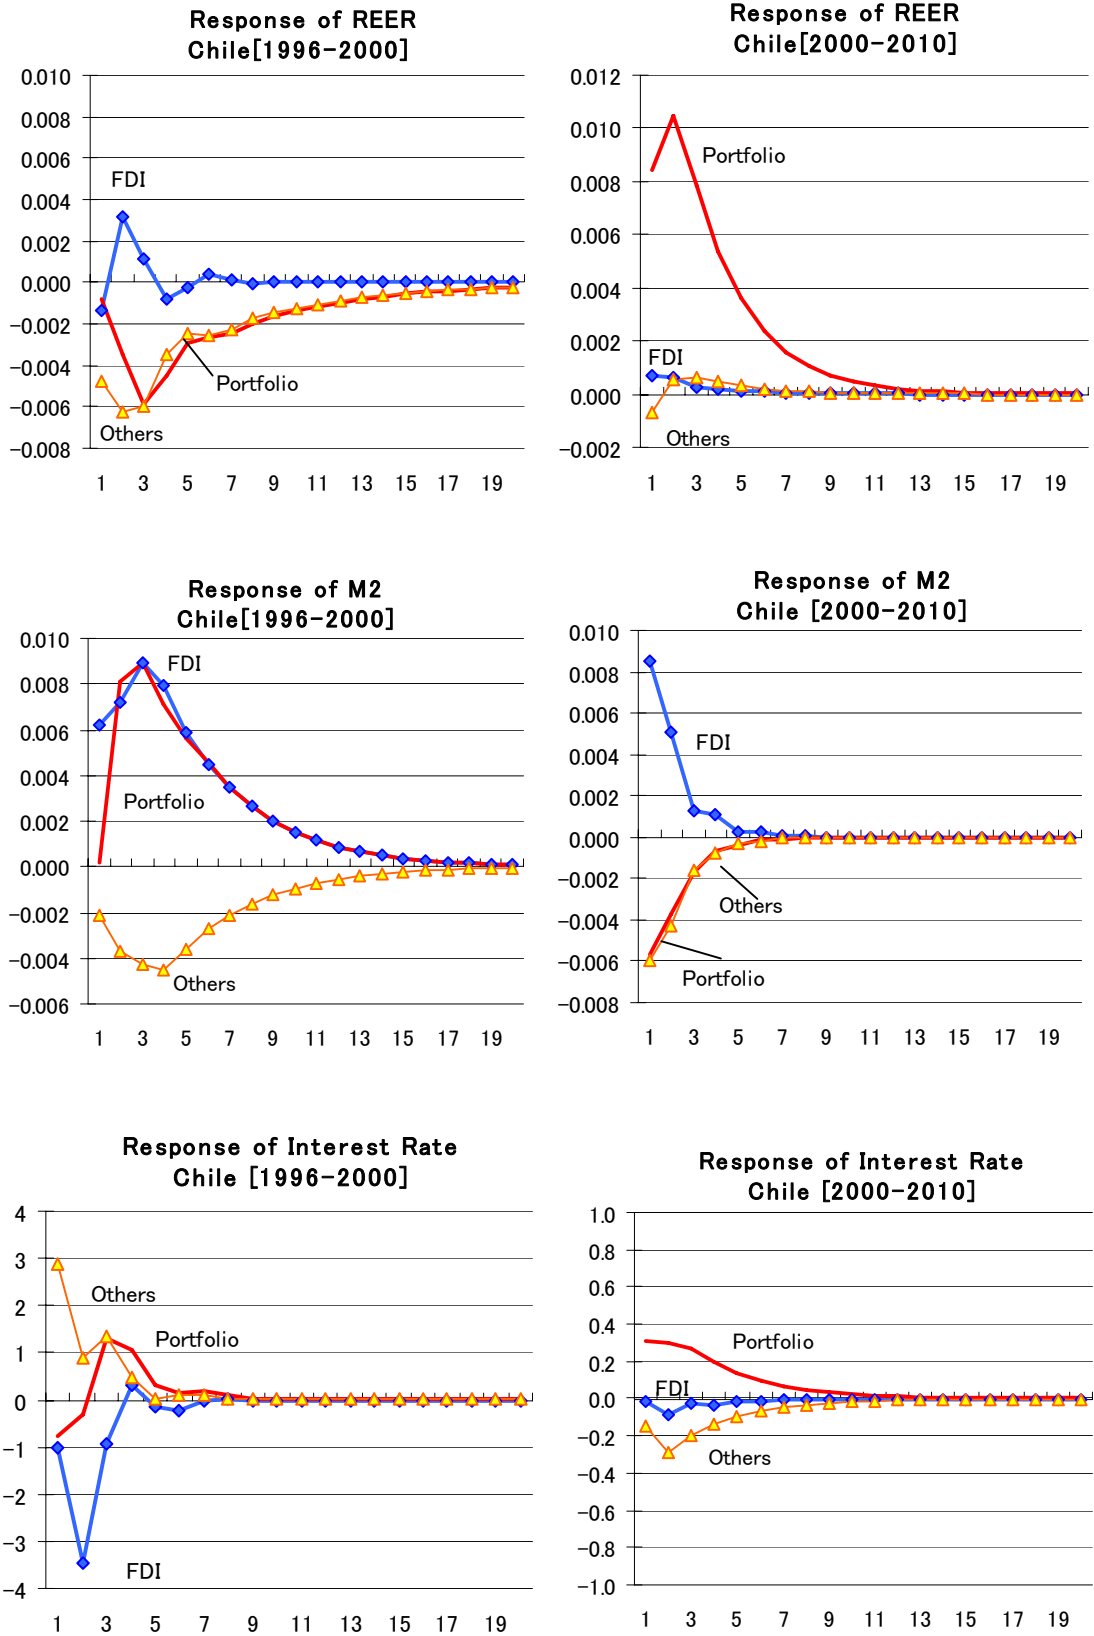 Response of REER
Chile[1996-2000]
0.010
0.008
0.006
0.004
0.002
0.000
-0.002
-0.004
-0.006
-0.008
FDI
Portfolio
Others
1 3 5 7 9 11 13 15 17 19
Response of REER
Chile[2000-2010]
0.012
0.010
0.008
0.006
0.004
0.002
0.000
-0.002
Portfolio
FDI
Others
1 3 5 7 9 11 13 15 17 19
Response of M2
Chile[1996-2000]
0.010
0.008
0.006
0.004
0.002
0.000
-0.002
-0.004
-0.006
FDI
Portfolio
Others
1 3 5 7 9 11 13 15 17 19
Response of M2
Chile [2000-2010]
0.010
0.008
0.006
0.004
0.002
0.000
-0.002
-0.004
-0.006
-0.008
FDI
Others
Portfolio
1 3 5 7 9 11 13 15 17 19
Response of Interest Rate
Chile [1996-2000]
4
3
2
1
0
-1
-2
-3
-4
Others
Portfolio
FDI
1 3 5 7 9 11 13 15 17 19
Response of Interest Rate
Chile [2000-2010]
1.0
0.8
0.6
0.4
0.2
0.0
-0.2
-0.4
-0.6
-0.8
-1.0
Portfolio
FDI
Others
1 3 5 7 9 11 13 15 17 19